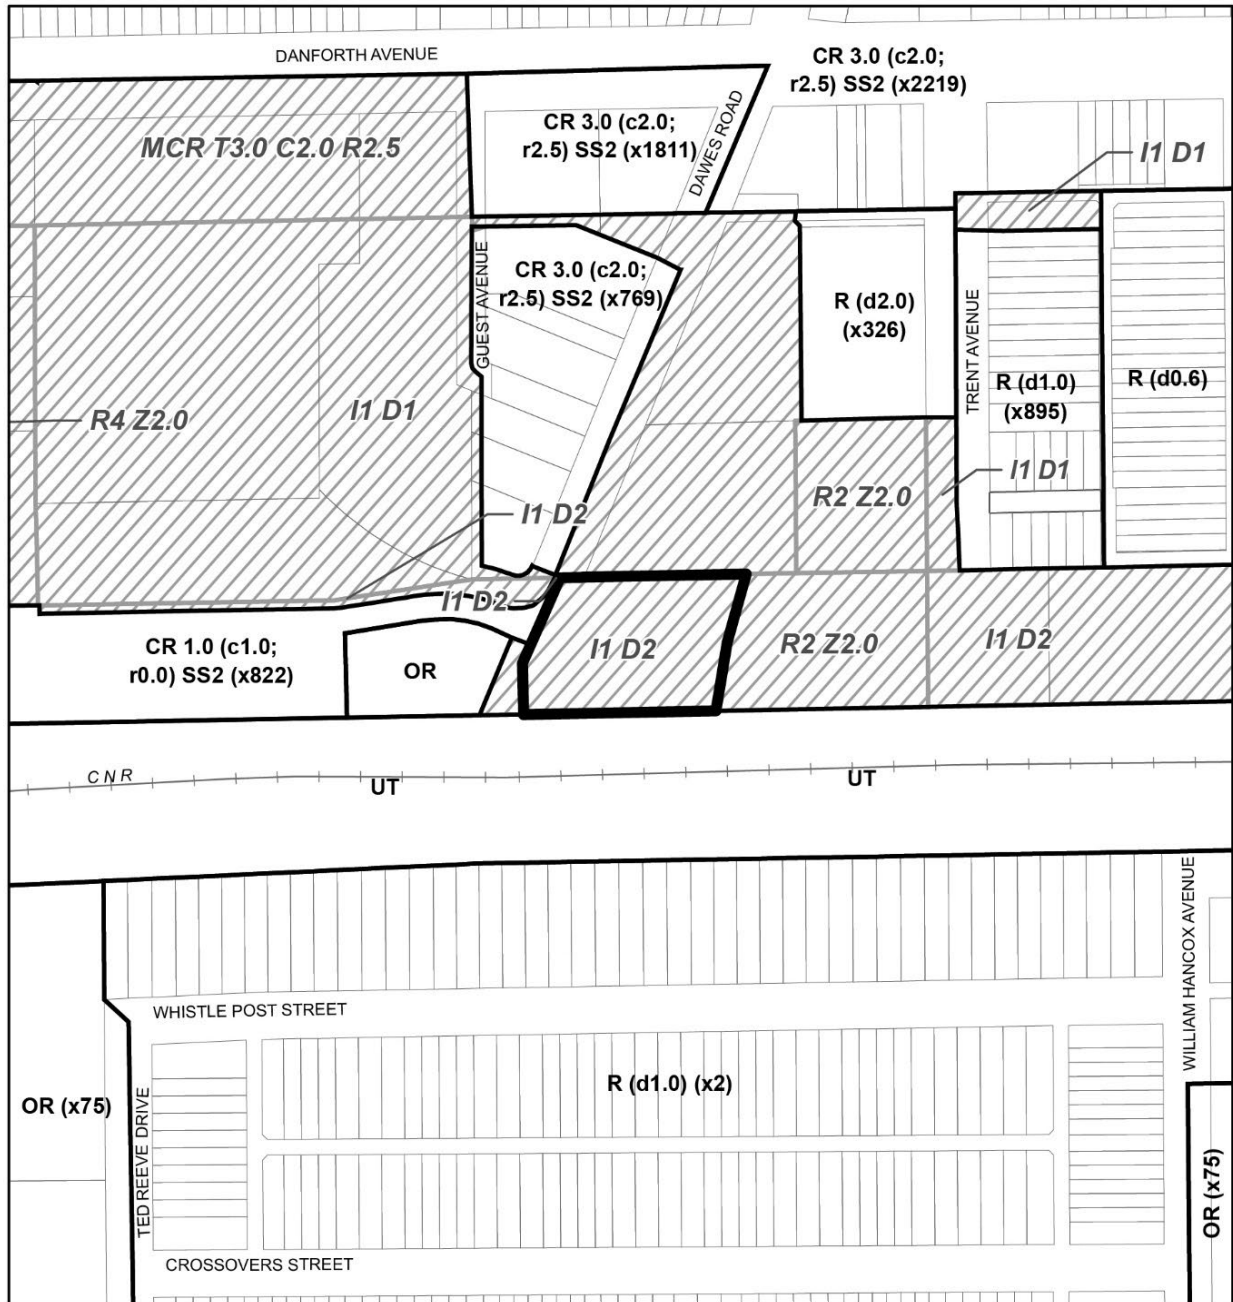 DANFORTH AVENUE
CR 3.0 (c2.0;
r2.5) SS2 (x2219)
CR 3.0 (c2.0;
r2.5) SS2 (x1811)
DAWES ROAD
MCR T3.0 C2.0 R2.5
I1 D1
GUEST AVENUE
CR 3.0 (c2.0;
r2.5) SS2 (x769)
R (d2.0)
(x326)
TRENT AVENUE
R (d1.0)
(x895)
R (d0.6)
R4 Z2.0
I1 D1
I1 D1
R2 Z2.0
I1 D2
I1 D2
CR 1.0 (c1.0;
r0.0) SS2 (x822)
OR
I1 D2
R2 Z2.0
I1 D2
CNR
UT
UT
WILLIAM HANCOX AVENUE
WHISTLE POST STREET
R (d1.0) (x2)
OR (x75)
TED REEVE DRIVE
OR (x75)
CROSSOVERS STREET